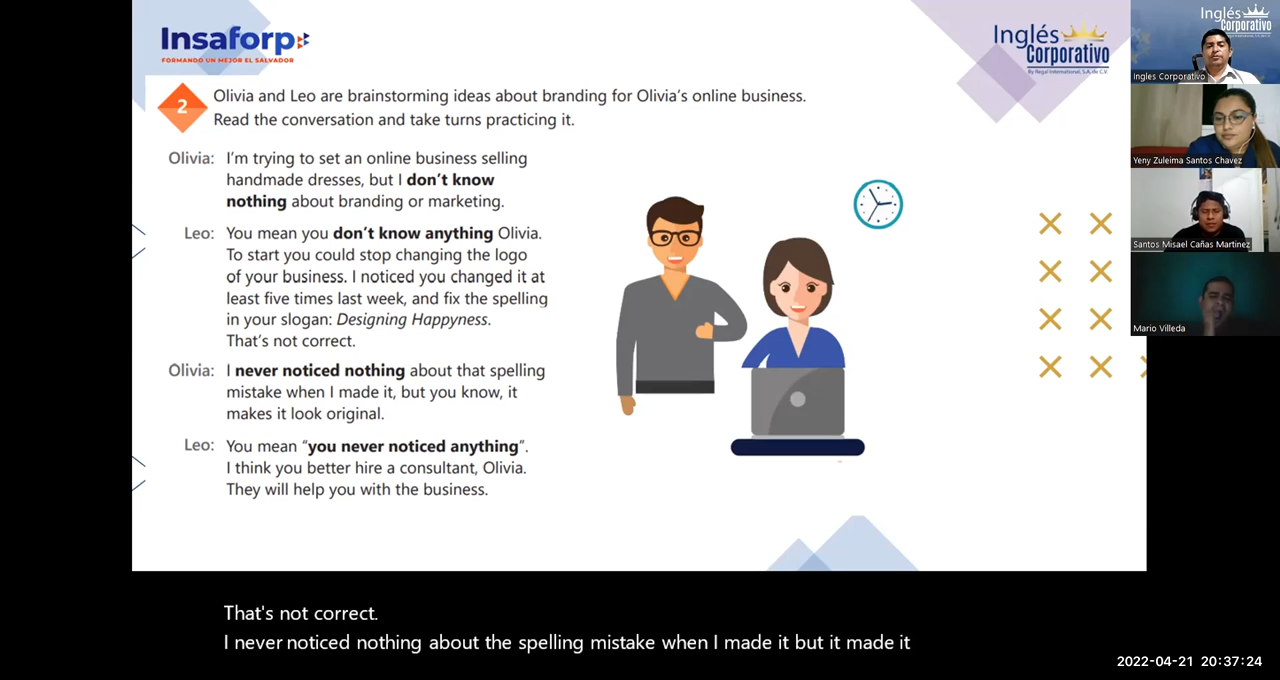 Insaforp
FORMANDO UN MEJOR EL SALVADOR
Inglés
Corporativo
By Regal International, S.A. de C.V.
2
Olivia and Leo are brainstorming ideas about branding for Olivia's online business.
Read the conversation and take turns practicing it.
Olivia: I'm trying to set an online business selling
handmade dresses, but I don't know
nothing about branding or marketing.
Leo: You mean you don't know anything Olivia.
To start you could stop changing the logo
of your business. I noticed you changed it at
least five times last week, and fix the spelling
in your slogan: Designing Happyness.
That's not correct.
Olivia: I never noticed nothing about that spelling
mistake when I made it, but you know, it
makes it look original.
Leo: You mean "you never noticed anything".
I think you better hire a consultant, Olivia.
They will help you with the business.
Inglés
Corporativo
Ingles Corporativo
Yeny Zuleima Santos Chavez
Santos Misael Cañas Martinez
Mario Villeda
That's not correct.
I never noticed nothing about the spelling mistake when I made it but it made it
2022-04-21 20:37:24